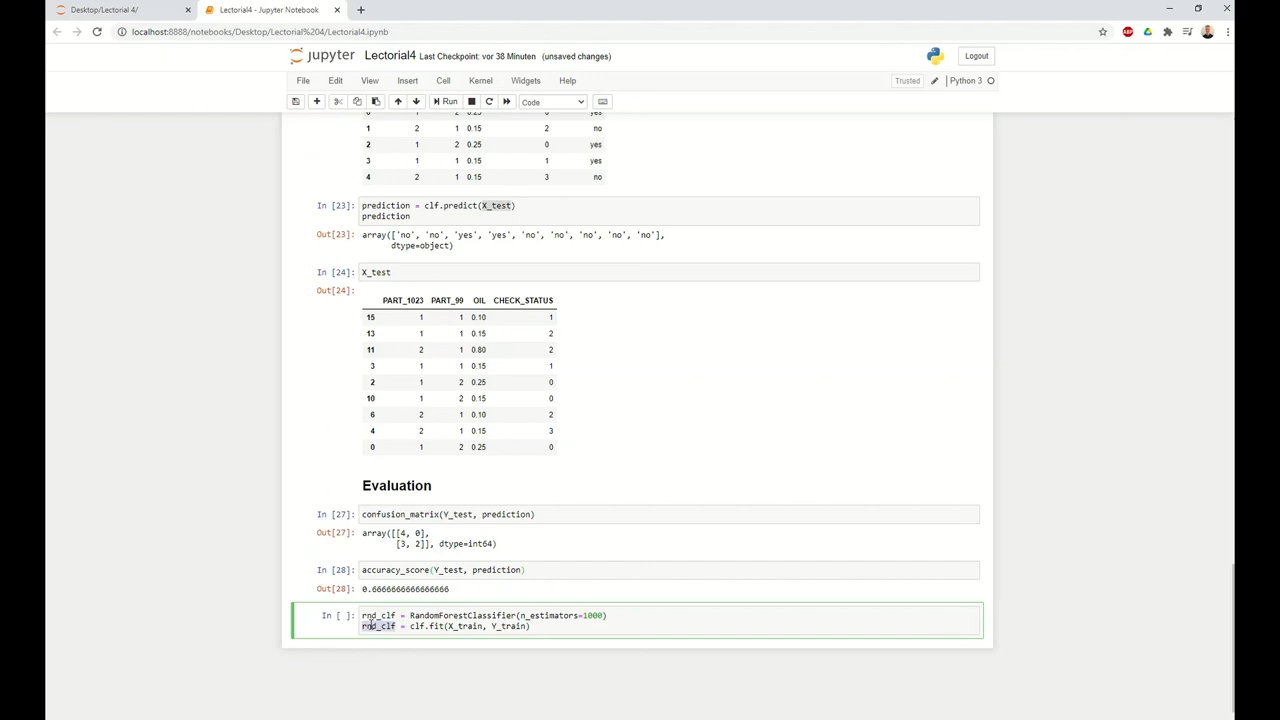 Desktop/Lectorial 4/
Lectorial4 - Jupyter Notebook
localhost:8888/notebooks/Desktop/Lectorial%204/Lectorial4.ipynb
ABP
jupyter Lectorial4 Last Checkpoint: vor 38 Minuten (unsaved changes)
Logout
File Edit View Insert Cell Kernel Widgets Help
Trusted Python 3
Run Code
1 2 1 0.15 2 no
2 1 2 0.25 0 yes
3 1 1 0.15 1 yes
4 2 1 0.15 3 no
In [23]: prediction = clf.predict(X_test)
prediction
Out[23]: array(['no', 'no', 'yes', 'yes', 'no', 'no', 'no', 'no', 'no'],
dtype=object)
In [24]: X_test
Out[24]:
PART_1023 PART_99 OIL CHECK_STATUS
15 1 1 0.10 1
13 1 1 0.15 2
11 2 1 0.80 2
3 1 1 0.15 1
2 1 2 0.25 0
10 1 2 0.15 0
6 2 1 0.10 2
4 2 1 0.15 3
0 1 2 0.25 0
Evaluation
In [27]: confusion_matrix(Y_test, prediction)
Out[27]: array([[4, 0],
[3, 2]], dtype=int64)
In [28]: accuracy_score(Y_test, prediction)
Out[28]: 0.6666666666666666
In [ ]: rnd_clf = RandomForestClassifier(n_estimators=1000)
rnd_clf = clf.fit(X_train, Y_train)